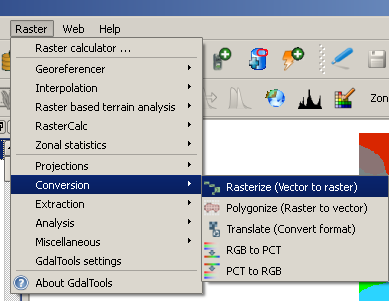 Raster Web Help
Raster calculator ...
Georeferencer
Interpolation
Raster based terrain analysis
RasterCalc
Zonal statistics
Projections
Conversion
Extraction
Analysis
Miscellaneous
GdalTools settings
About GdalTools
Rasterize (Vector to raster)
Polygonize (Raster to vector)
Translate (Convert format)
RGB to PCT
PCT to RGB
Zon